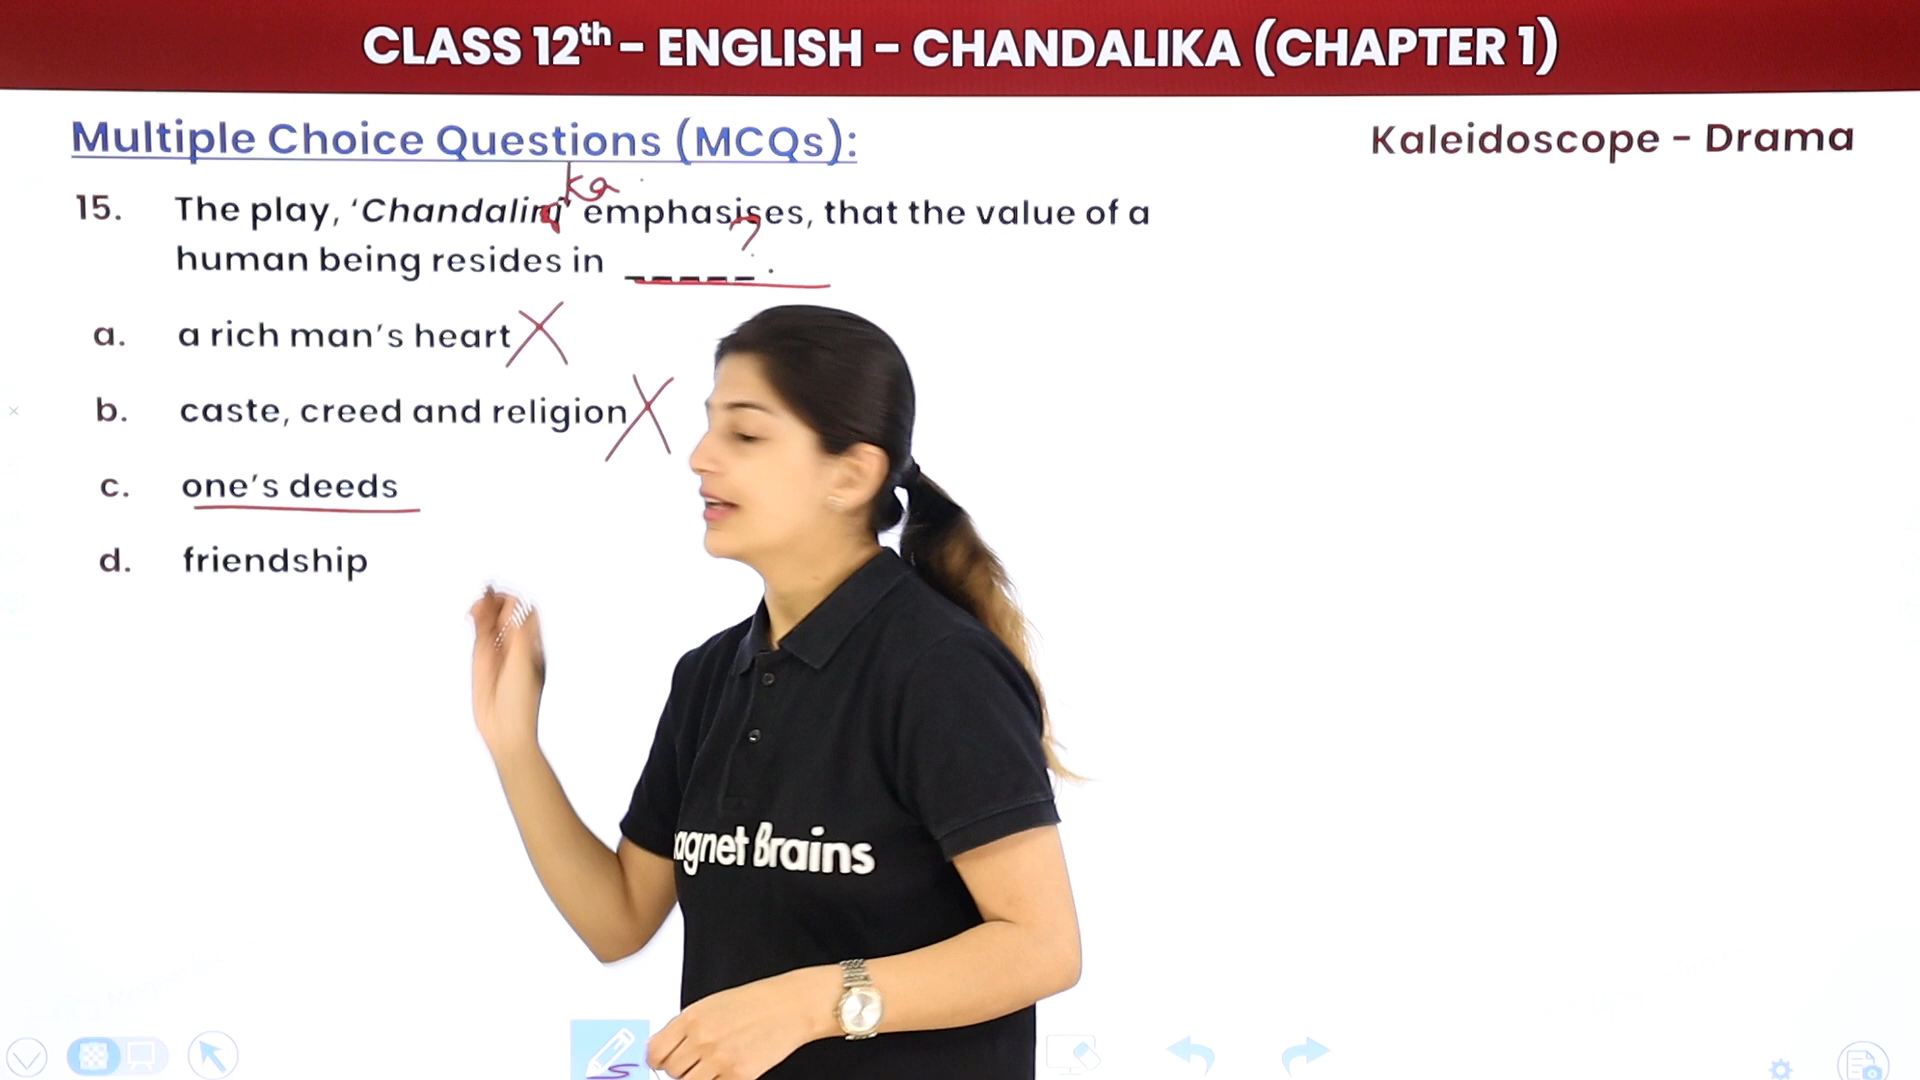 CLASS 12th – ENGLISH – CHANDALIKA (CHAPTER 1)
Multiple Choice Questions (MCQs):
Kaleidoscope – Drama
ka
15. The play, ‘Chandalini’ emphasises, that the value of a
?
human being resides in _____.
a. a rich man’s heart X
b. caste, creed and religion X
c. one’s deeds
d. friendship
agnet Brains